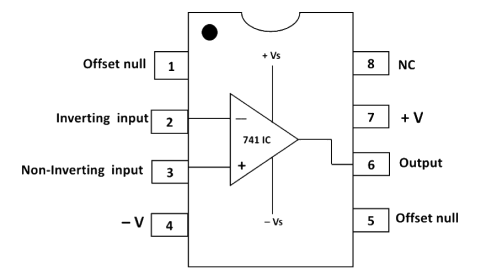 Offset null 1
+ Vs
8 NC
Inverting input 2
7 + V
741 IC
−
+
6 Output
Non-Inverting input 3
− V 4
− Vs
5 Offset null